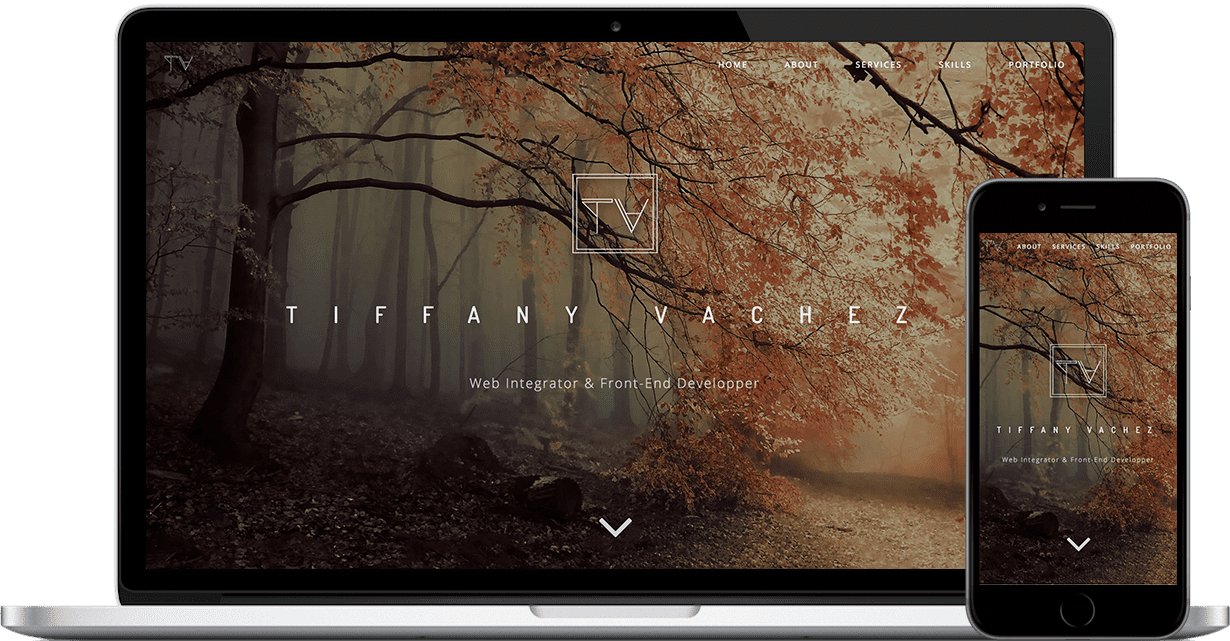 TV
HOME ABOUT SERVICES SKILLS PORTFOLIO
TV
TIFFANY VACHEZ
Web Integrator & Front-End Developper
ABOUT SERVICES SKILLS PORTFOLIO
TV
TIFFANY VACHEZ
Web Integrator & Front-End Developper